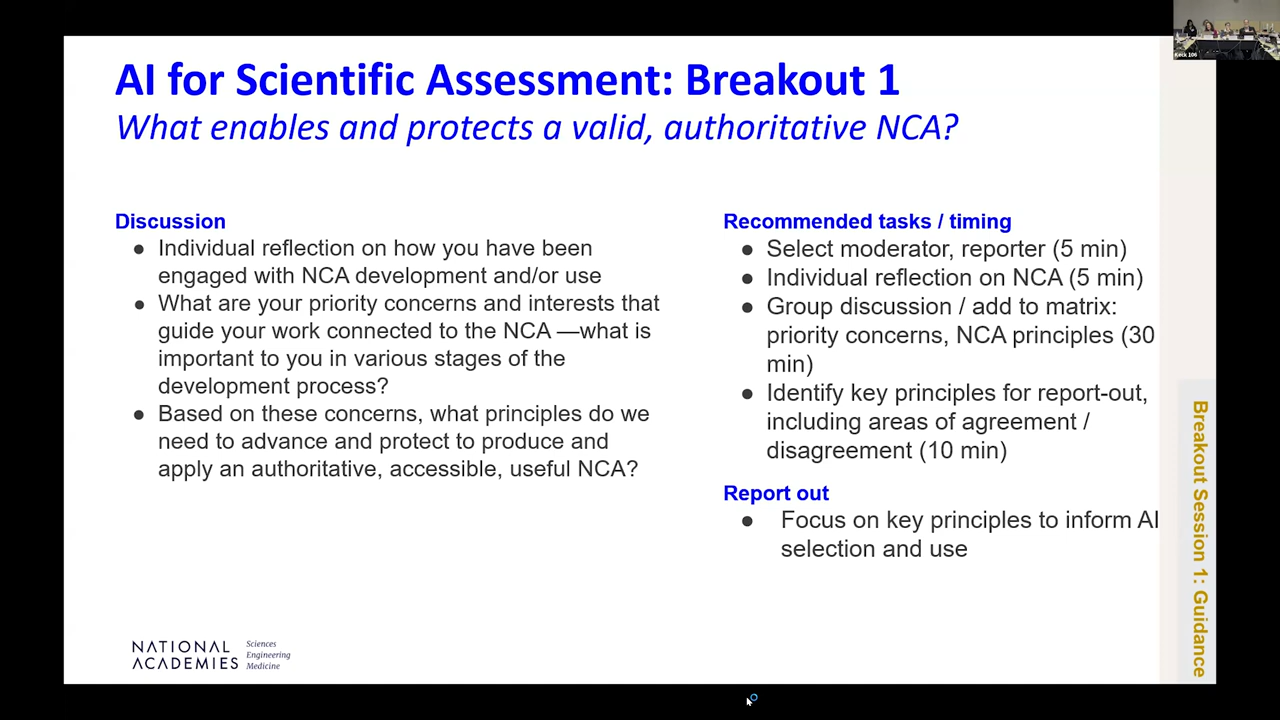 AI for Scientific Assessment: Breakout 1
What enables and protects a valid, authoritative NCA?
Discussion
● Individual reflection on how you have been
engaged with NCA development and/or use
● What are your priority concerns and interests that
guide your work connected to the NCA —what is
important to you in various stages of the
development process?
● Based on these concerns, what principles do we
need to advance and protect to produce and
apply an authoritative, accessible, useful NCA?
Recommended tasks / timing
● Select moderator, reporter (5 min)
● Individual reflection on NCA (5 min)
● Group discussion / add to matrix:
priority concerns, NCA principles (30
min)
● Identify key principles for report-out,
including areas of agreement /
disagreement (10 min)
Report out
● Focus on key principles to inform AI
selection and use
Breakout Session 1: Guidance
NATIONAL
ACADEMIES
Sciences
Engineering
Medicine
Keck 106